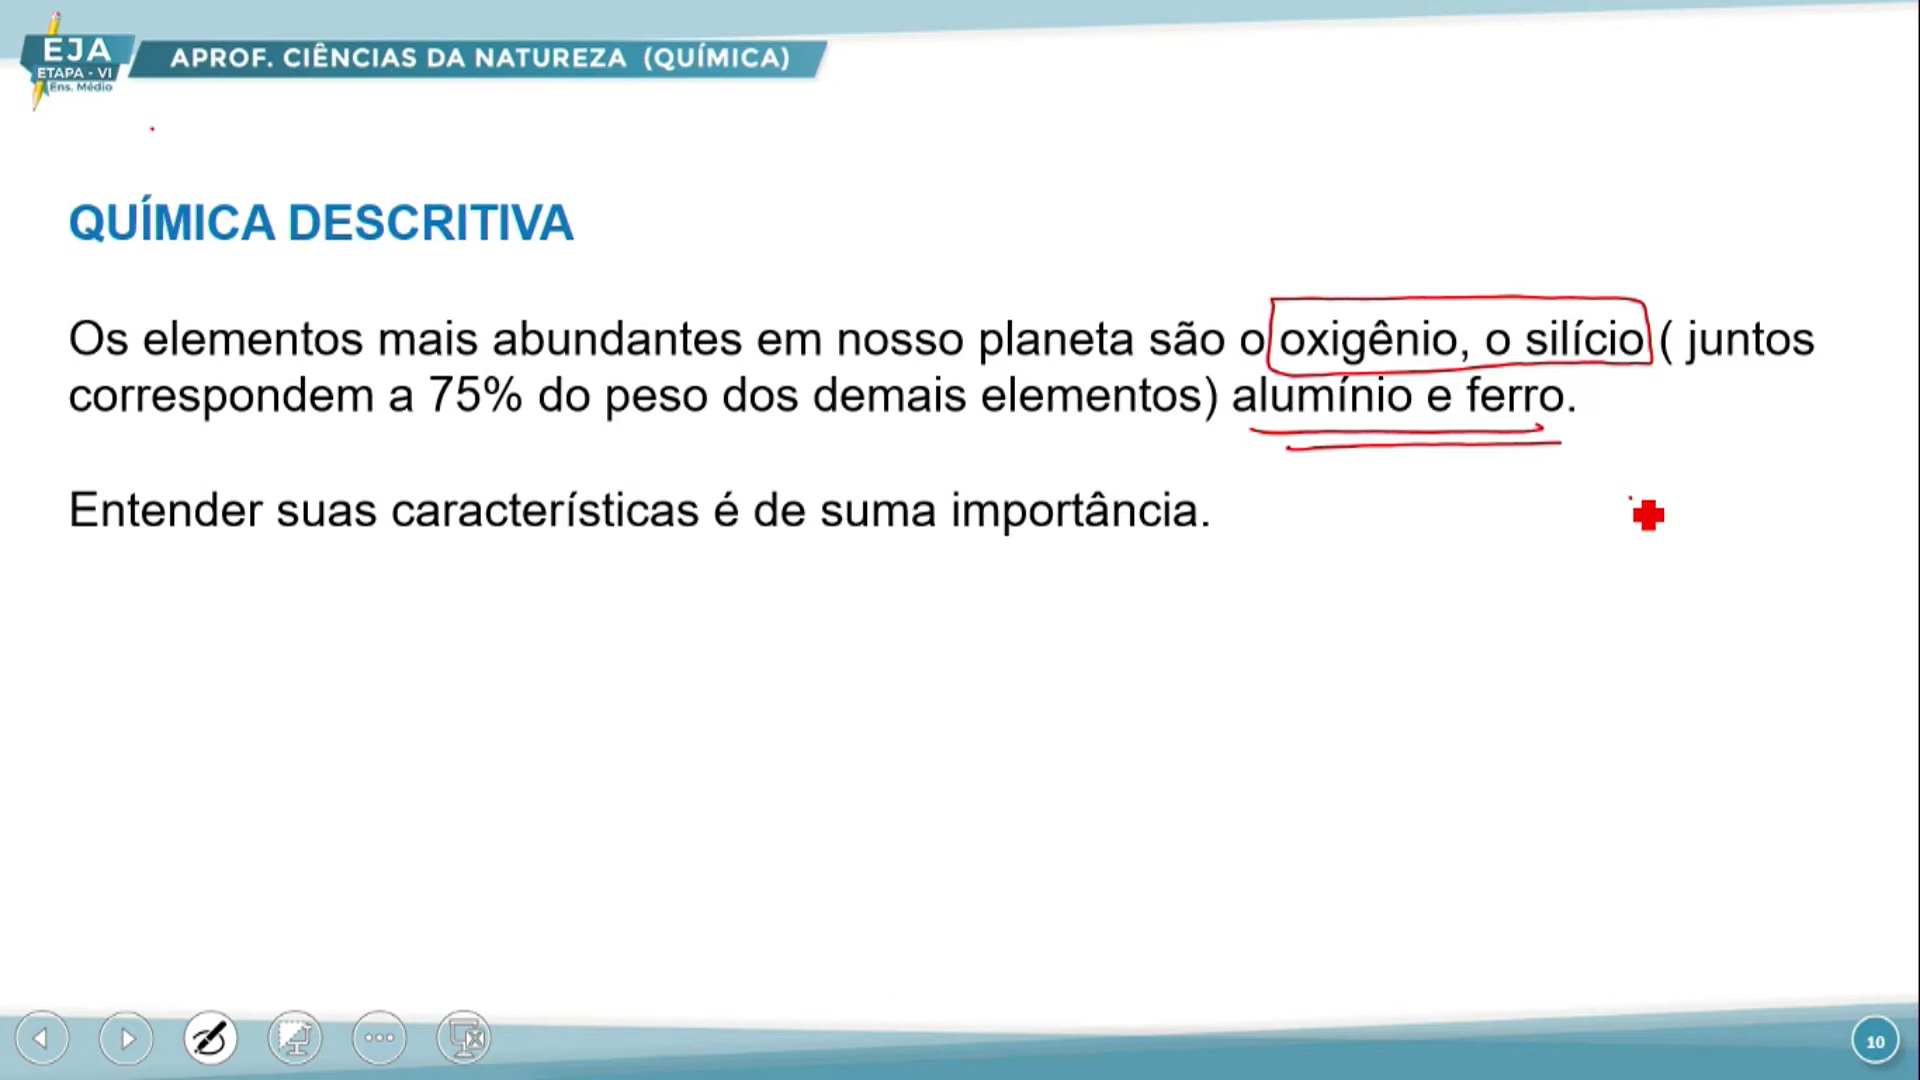 EJA
ETAPA - VI
Ens. Médio
APROF. CIÊNCIAS DA NATUREZA (QUÍMICA)
QUÍMICA DESCRITIVA
Os elementos mais abundantes em nosso planeta são o oxigênio, o silício ( juntos
correspondem a 75% do peso dos demais elementos) alumínio e ferro.
Entender suas características é de suma importância.
10